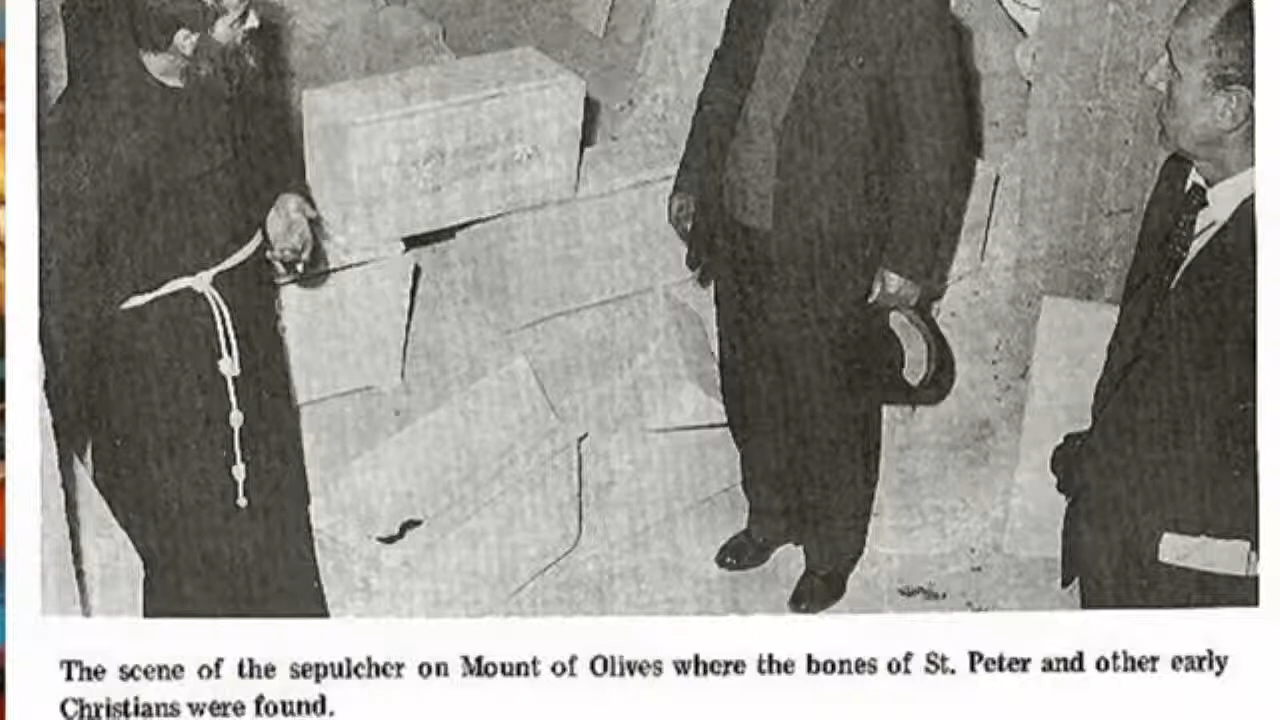 The scene of the sepulcher on Mount of Olives where the bones of St. Peter and other early
Christians were found.